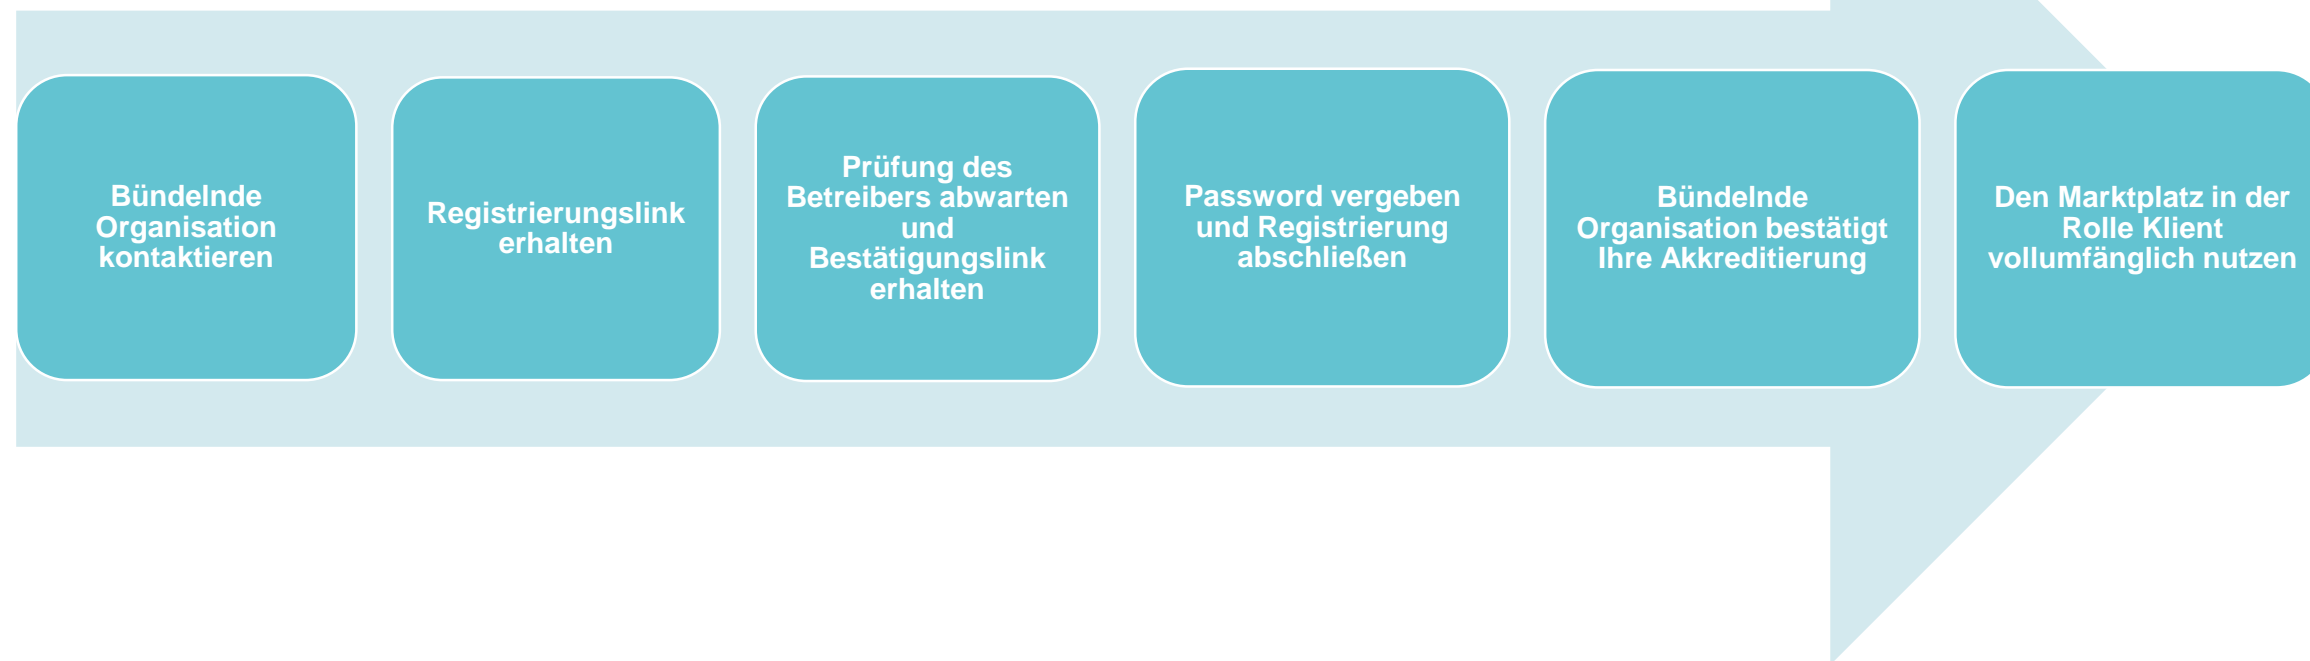 Bündelnde
Organisation
kontaktieren
Registrierungslink
erhalten
Prüfung des
Betreibers abwarten
und
Bestätigungslink
erhalten
Password vergeben
und Registrierung
abschließen
Bündelnde
Organisation bestätigt
Ihre Akkreditierung
Den Marktplatz in der
Rolle Klient
vollumfänglich nutzen